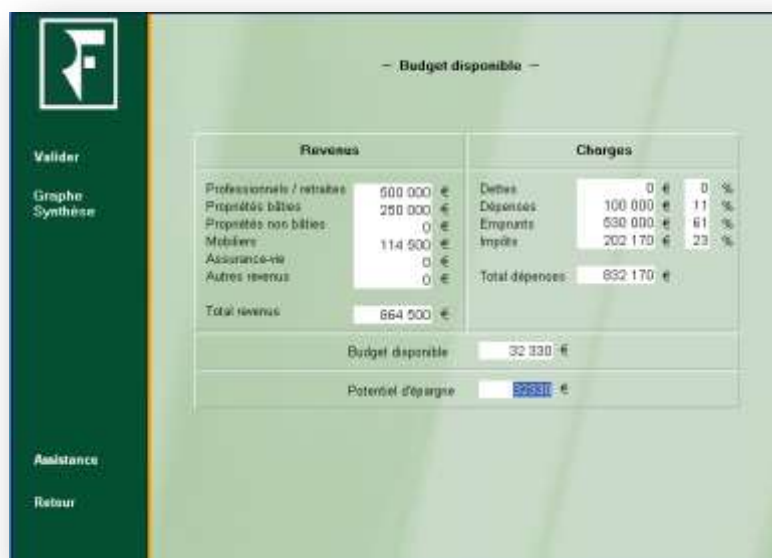 – Budget disponible –
Valider
Graphe
Synthèse
Assistance
Retour
Revenus
Professionnels / retraites 500 000 €
Propriétés bâties 250 000 €
Propriétés non bâties 0 €
Mobiliers 114 500 €
Assurance-vie 0 €
Autres revenus 0 €
Total revenus 864 500 €
Charges
Dettes 0 € 0 %
Dépenses 100 000 € 11 %
Emprunts 530 000 € 61 %
Impôts 202 170 € 23 %
Total dépenses 832 170 €
Budget disponible 32 330 €
Potentiel d'épargne 32330 €